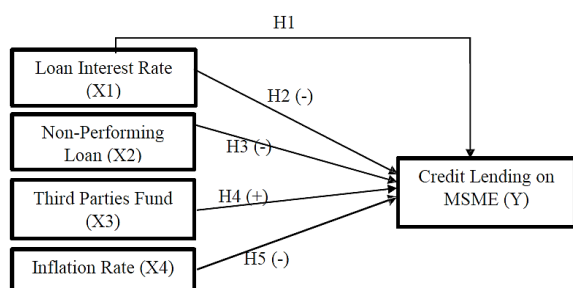 H1
Loan Interest Rate
(X1)
H2 (-)
Non-Performing
Loan (X2)
H3 (-)
Credit Lending on
MSME (Y)
Third Parties Fund
(X3)
H4 (+)
Inflation Rate (X4)
H5 (-)